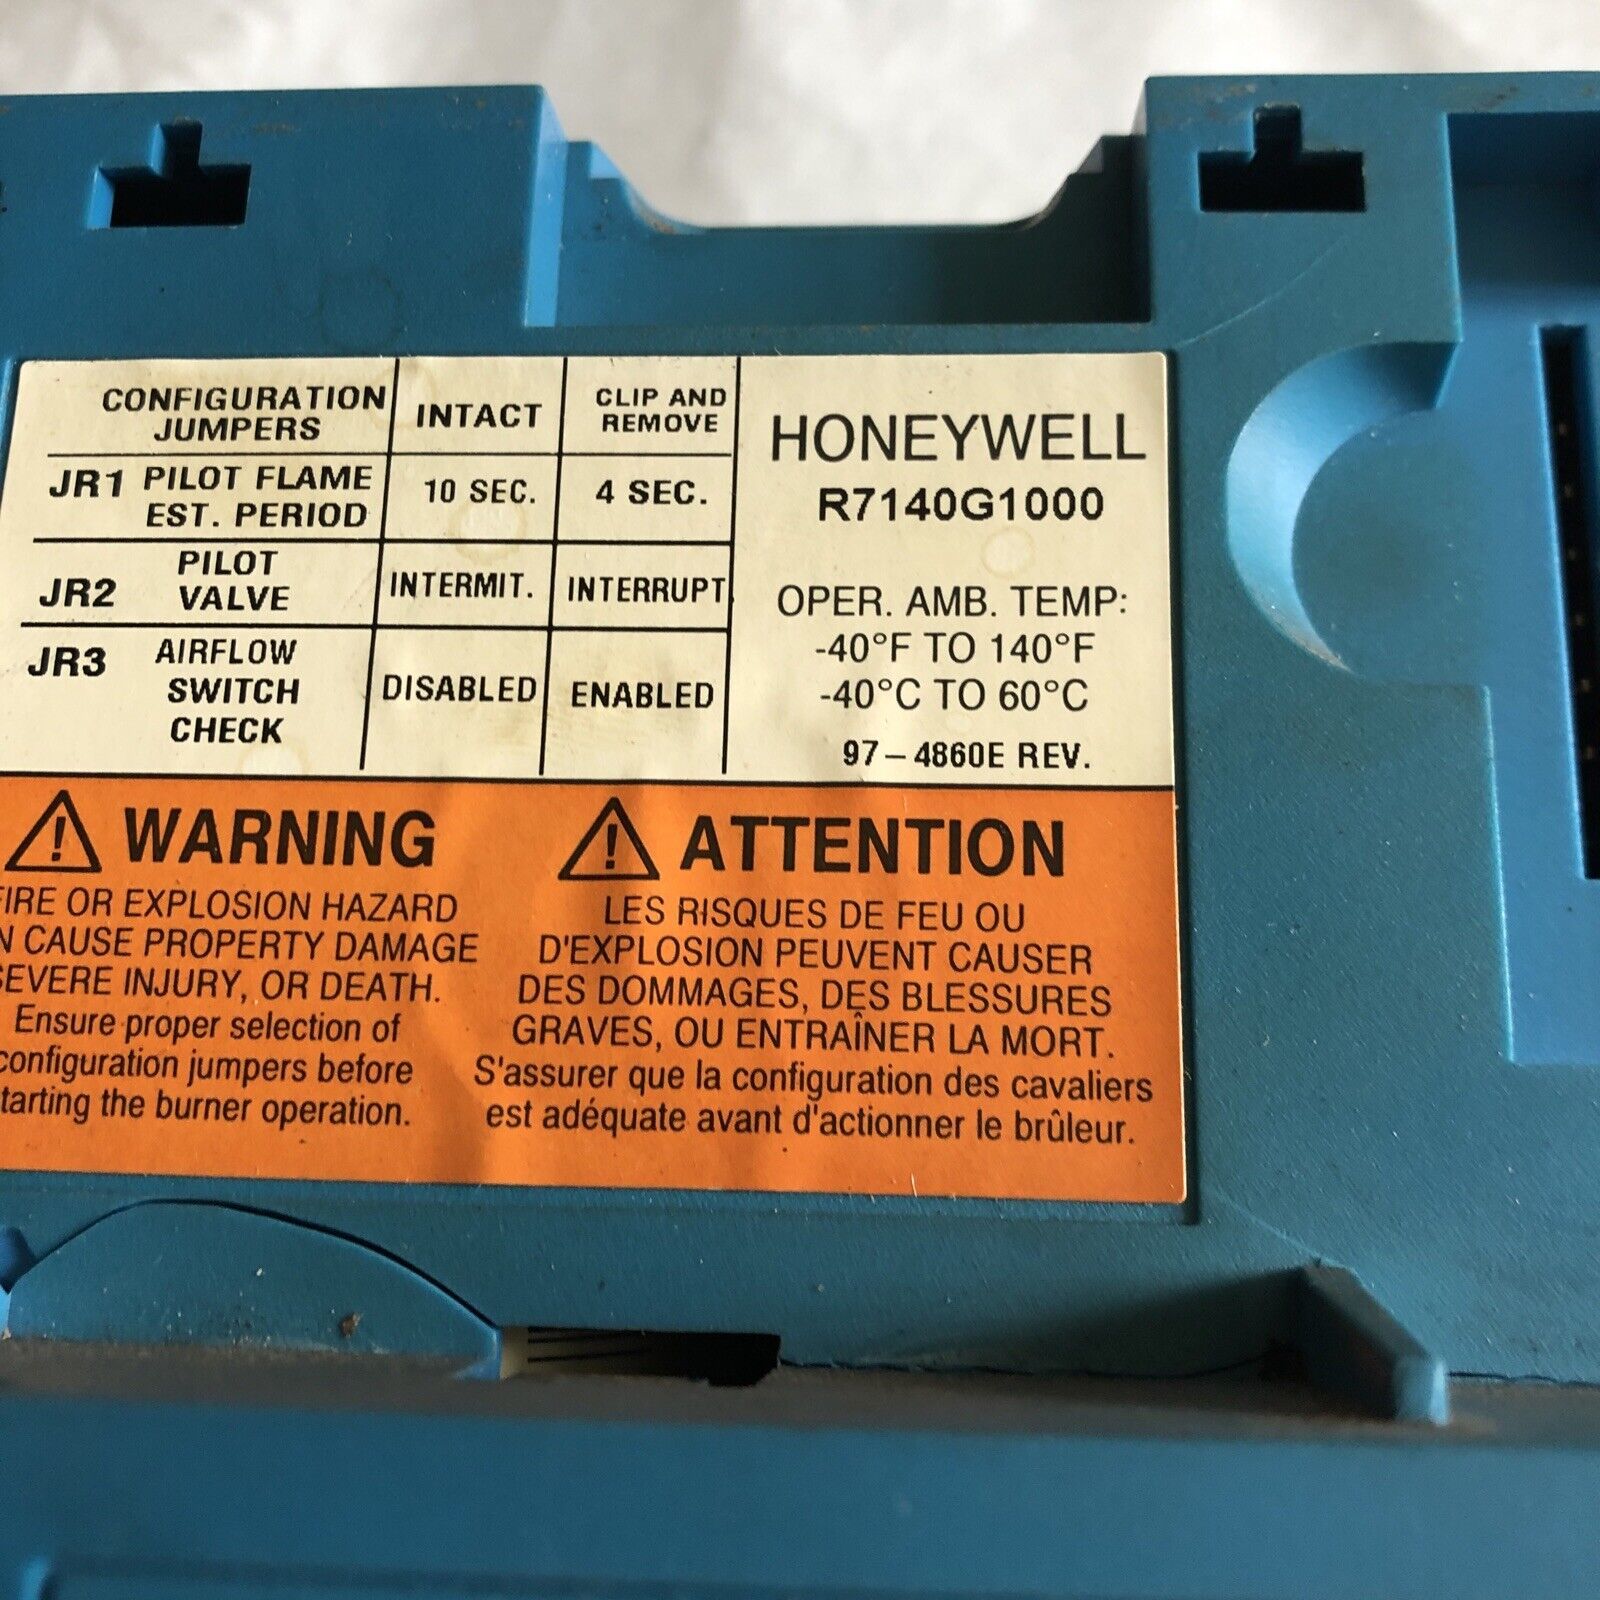 CONFIGURATION
JUMPERS
INTACT
CLIP AND
REMOVE
JR1 PILOT FLAME
EST. PERIOD
10 SEC.
4 SEC.
JR2 PILOT
VALVE
INTERMIT.
INTERRUPT
JR3 AIRFLOW
SWITCH
CHECK
DISABLED
ENABLED
HONEYWELL
R7140G1000
OPER. AMB. TEMP:
-40°F TO 140°F
-40°C TO 60°C
97-4860E REV.
WARNING
IRE OR EXPLOSION HAZARD
N CAUSE PROPERTY DAMAGE
EVERE INJURY, OR DEATH.
Ensure proper selection of
configuration jumpers before
tarting the burner operation.
ATTENTION
LES RISQUES DE FEU OU
D'EXPLOSION PEUVENT CAUSER
DES DOMMAGES, DES BLESSURES
GRAVES, OU ENTRAÎNER LA MORT.
S'assurer que la configuration des cavaliers
est adéquate avant d'actionner le brûleur.